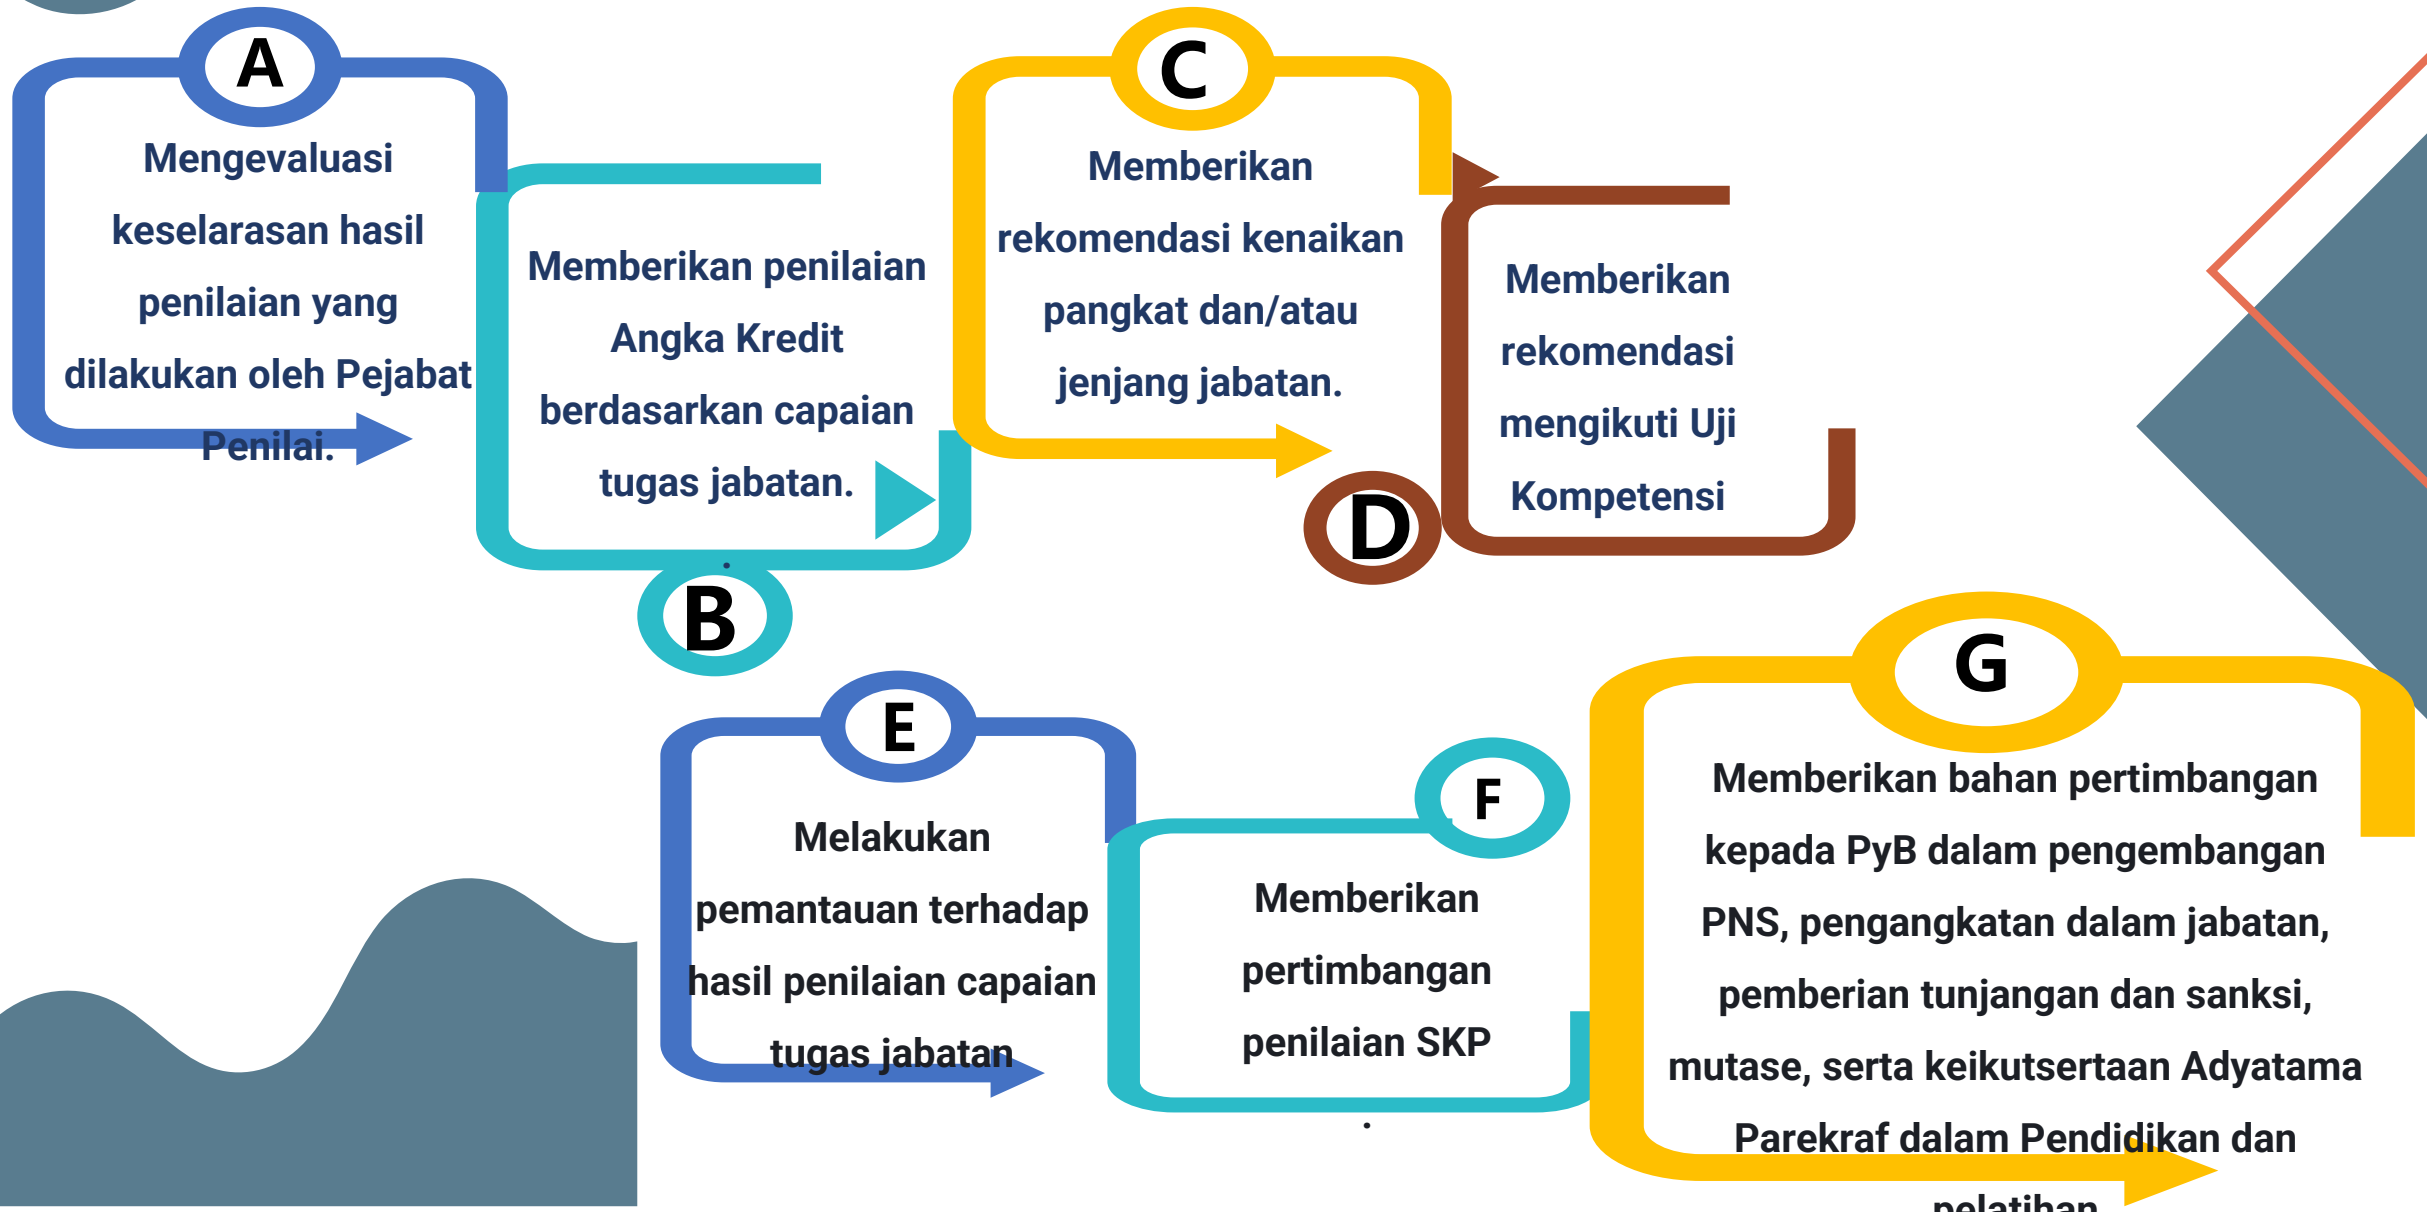 A
Mengevaluasi
keselarasan hasil
penilaian yang
dilakukan oleh Pejabat
Penilai.
B
Memberikan penilaian
Angka Kredit
berdasarkan capaian
tugas jabatan.
.
C
Memberikan
rekomendasi kenaikan
pangkat dan/atau
jenjang jabatan.
D
Memberikan
rekomendasi
mengikuti Uji
Kompetensi
E
Melakukan
pemantauan terhadap
hasil penilaian capaian
tugas jabatan
F
Memberikan
pertimbangan
penilaian SKP
.
G
Memberikan bahan pertimbangan
kepada PyB dalam pengembangan
PNS, pengangkatan dalam jabatan,
pemberian tunjangan dan sanksi,
mutase, serta keikutsertaan Adyatama
Parekraf dalam Pendidikan dan
pelatihan